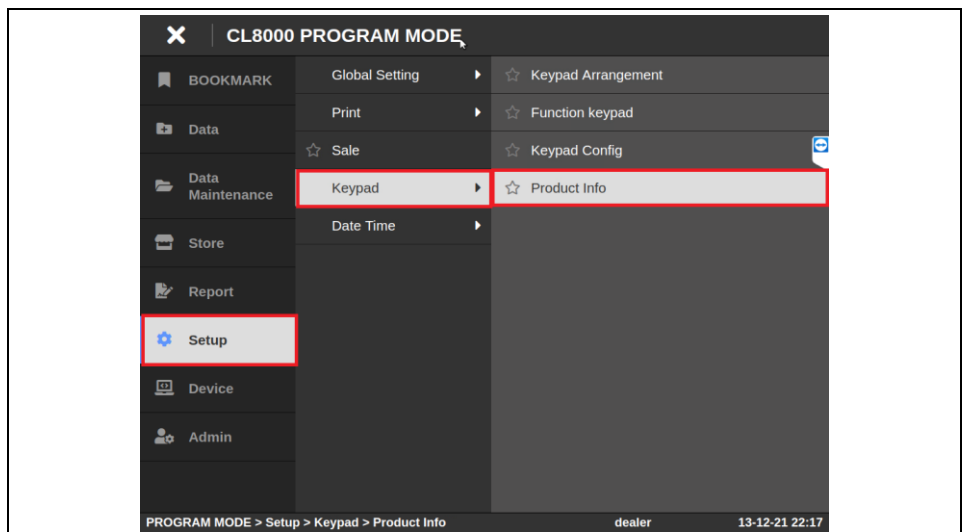 CL8000 PROGRAM MODE
BOOKMARK
Data
Data
Maintenance
Store
Report
Setup
Device
Admin
Global Setting
Print
Sale
Keypad
Date Time
Keypad Arrangement
Function keypad
Keypad Config
Product Info
PROGRAM MODE > Setup > Keypad > Product Info dealer 13-12-21 22:17